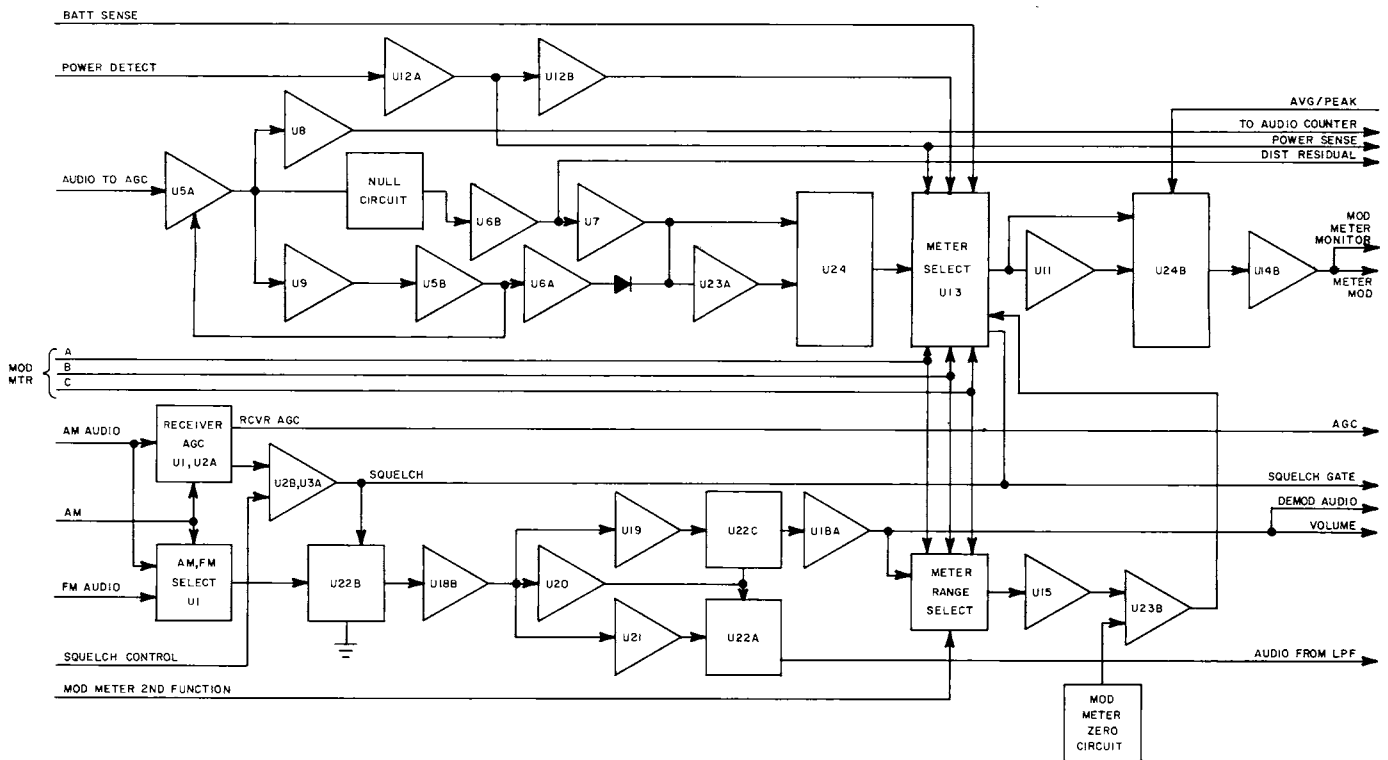 BATT SENSE
POWER DETECT
U12A
U12B
AVG/PEAK
TO AUDIO COUNTER
POWER SENSE
DIST RESIDUAL
U8
AUDIO TO AGC
U5A
NULL
CIRCUIT
U6B
U7
U9
U5B
U6A
U23A
U24
METER
SELECT
U13
U11
U24B
U14B
MOD
METER
MONITOR
METER
MOD
MOD
MTR
A
B
C
AM AUDIO
RECEIVER
AGC
U1, U2A
RCVR AGC
AGC
U2B, U3A
SQUELCH
SQUELCH GATE
AM
AM, FM
SELECT
U1
FM AUDIO
U22B
U18B
U19
U20
U21
U22C
U22A
U18A
DEMOD AUDIO
VOLUME
METER
RANGE
SELECT
U15
U23B
SQUELCH CONTROL
AUDIO FROM LPF
MOD METER 2ND FUNCTION
MOD
METER
ZERO
CIRCUIT